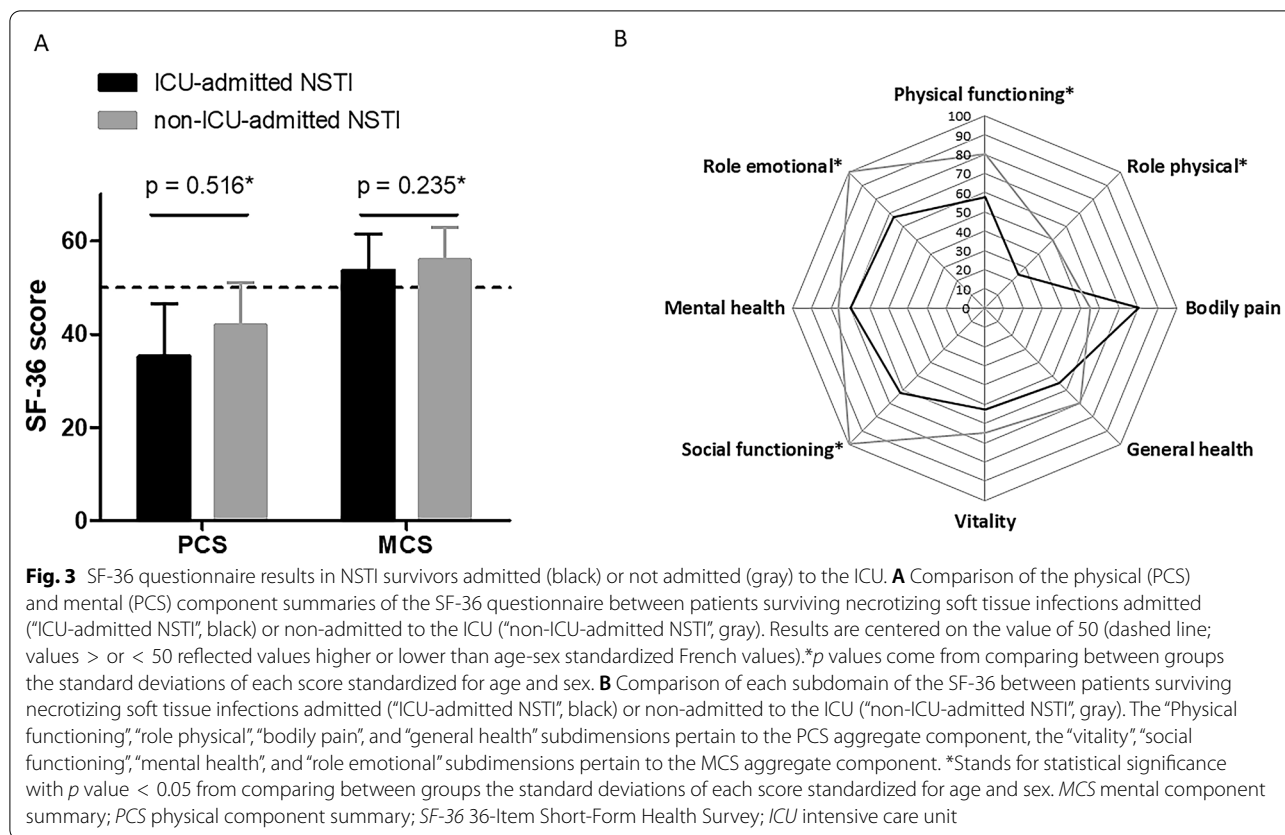 A
ICU-admitted NSTI
non-ICU-admitted NSTI
p = 0.516*
p = 0.235*
SF-36 score
60
40
20
0
PCS
MCS
B
Physical functioning*
Role physical*
Bodily pain
General health
Vitality
Social functioning*
Mental health
Role emotional*
100
90
80
70
60
50
40
30
20
10
0
Fig. 3 SF-36 questionnaire results in NSTI survivors admitted (black) or not admitted (gray) to the ICU. A Comparison of the physical (PCS)
and mental (PCS) component summaries of the SF-36 questionnaire between patients surviving necrotizing soft tissue infections admitted
(“ICU-admitted NSTI”, black) or non-admitted to the ICU (“non-ICU-admitted NSTI”, gray). Results are centered on the value of 50 (dashed line;
values > or < 50 reflected values higher or lower than age-sex standardized French values).*p values come from comparing between groups
the standard deviations of each score standardized for age and sex. B Comparison of each subdomain of the SF-36 between patients surviving
necrotizing soft tissue infections admitted (“ICU-admitted NSTI”, black) or non-admitted to the ICU (“non-ICU-admitted NSTI”, gray). The “Physical
functioning”, “role physical”, “bodily pain”, and “general health” subdimensions pertain to the PCS aggregate component, the “vitality”, “social
functioning”, “mental health”, and “role emotional” subdimensions pertain to the MCS aggregate component. *Stands for statistical significance
with p value < 0.05 from comparing between groups the standard deviations of each score standardized for age and sex. MCS mental component
summary; PCS physical component summary; SF-36 36-Item Short-Form Health Survey; ICU intensive care unit